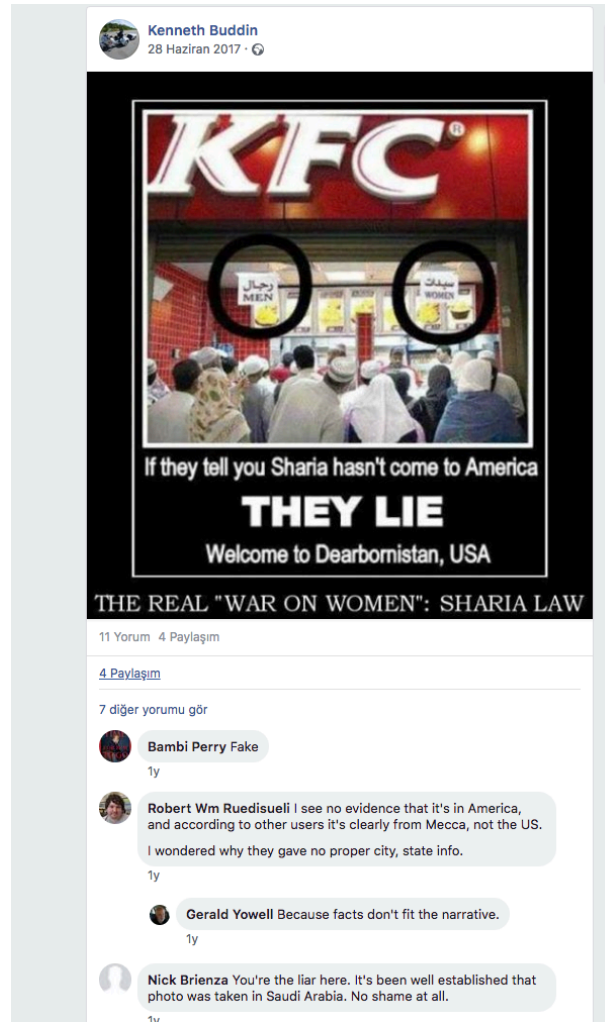 Kenneth Buddin
28 Haziran 2017 ·
KFC®
رجال
MEN
سيدات
WOMEN
If they tell you Sharia hasn't come to America
THEY LIE
Welcome to Dearbornistan, USA
THE REAL "WAR ON WOMEN": SHARIA LAW
11 Yorum 4 Paylaşım
4 Paylaşım
7 diğer yorumu gör
Bambi Perry Fake
1y
Robert Wm Ruedisueli I see no evidence that it's in America,
and according to other users it's clearly from Mecca, not the US.
I wondered why they gave no proper city, state info.
1y
Gerald Yowell Because facts don't fit the narrative.
1y
Nick Brienza You're the liar here. It's been well established that
photo was taken in Saudi Arabia. No shame at all.
1y